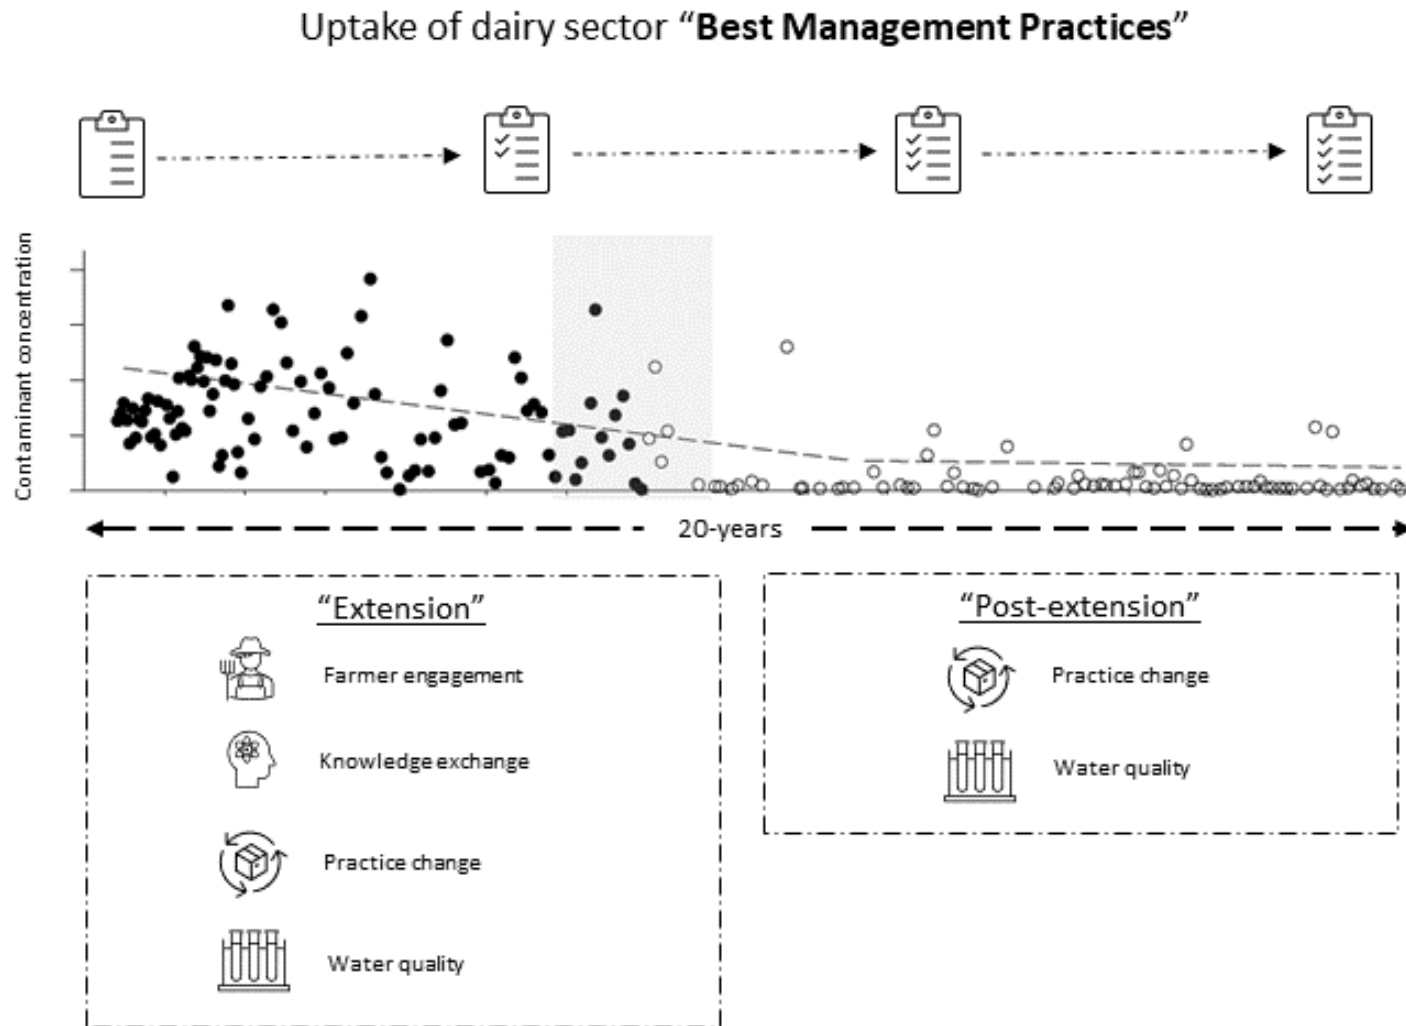 Uptake of dairy sector “Best Management Practices”
Contaminant concentration
20-years
“Extension”
Farmer engagement
Knowledge exchange
Practice change
Water quality
“Post-extension”
Practice change
Water quality